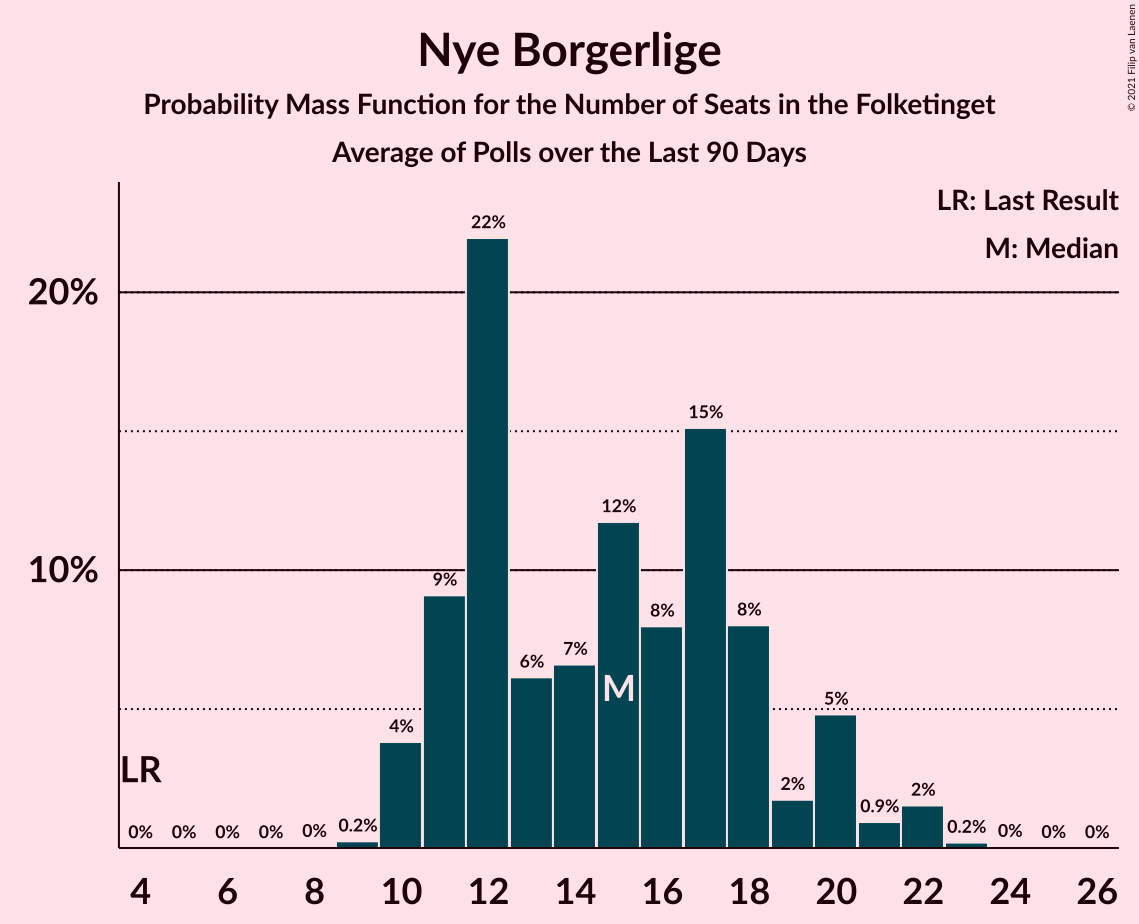 Nye Borgerlige
Probability Mass Function for the Number of Seats in the Folketinget
Average of Polls over the Last 90 Days
© 2021 Filip van Laenen
LR: Last Result
M: Median
20%
10%
LR
M
0% 0% 0% 0% 0% 0.2% 4% 9% 22% 6% 7% 12% 8% 15% 8% 2% 5% 0.9% 2% 0.2% 0% 0% 0%
4 6 8 10 12 14 16 18 20 22 24 26